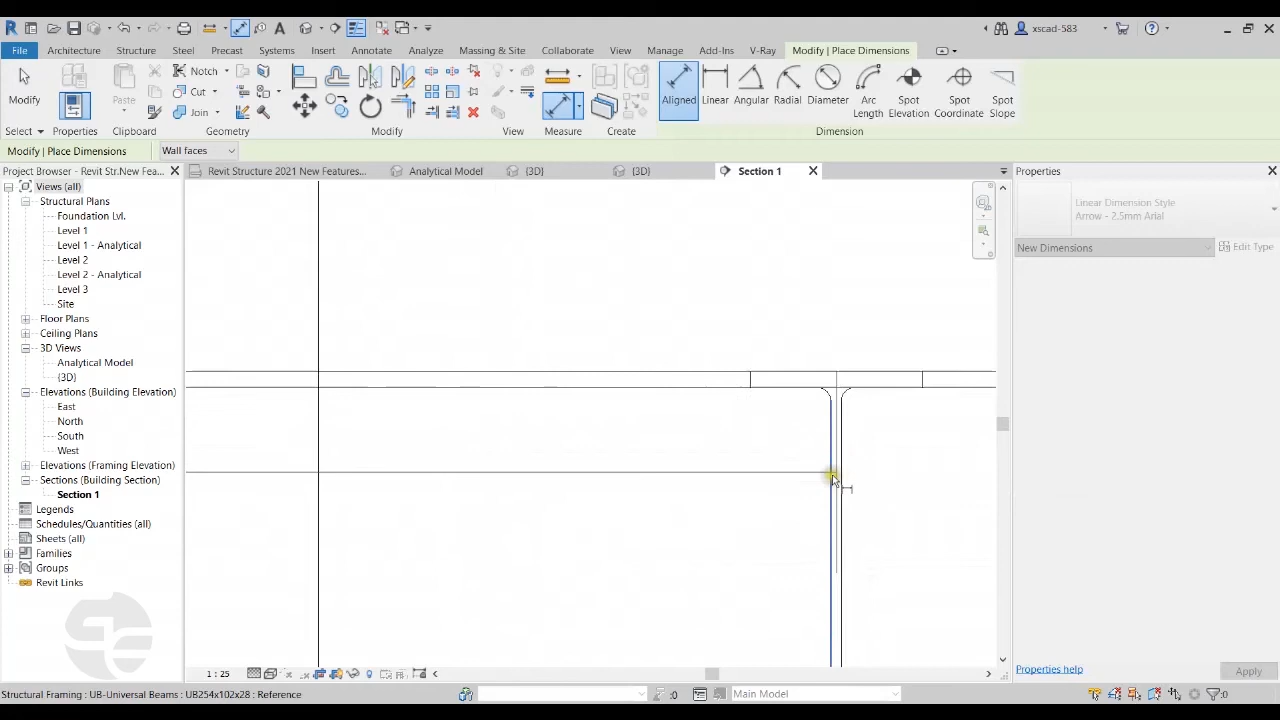 xscad-583
File Architecture Structure Steel Precast Systems Insert Annotate Analyze Massing & Site Collaborate View Manage Add-Ins V-Ray Modify | Place Dimensions
Modify Paste Notch Cut Join Aligned Linear Angular Radial Diameter Arc Length Spot Elevation Spot Coordinate Spot Slope
Select Properties Clipboard Geometry Modify View Measure Create Dimension
Modify | Place Dimensions Wall faces
Project Browser - Revit Str.New Fea... Revit Structure 2021 New Features... Analytical Model {3D} {3D} Section 1 Properties
Views (all)
Structural Plans
Foundation Lvl.
Level 1
Level 1 - Analytical
Level 2
Level 2 - Analytical
Level 3
Site
Floor Plans
Ceiling Plans
3D Views
Analytical Model
{3D}
Elevations (Building Elevation)
East
North
South
West
Elevations (Framing Elevation)
Sections (Building Section)
Section 1
Legends
Schedules/Quantities (all)
Sheets (all)
Families
Groups
Revit Links
Linear Dimension Style
Arrow - 2.5mm Arial
New Dimensions Edit Type
Properties help Apply
1 : 25
Structural Framing : UB-Universal Beams : UB254x102x28 : Reference :0 Main Model :0